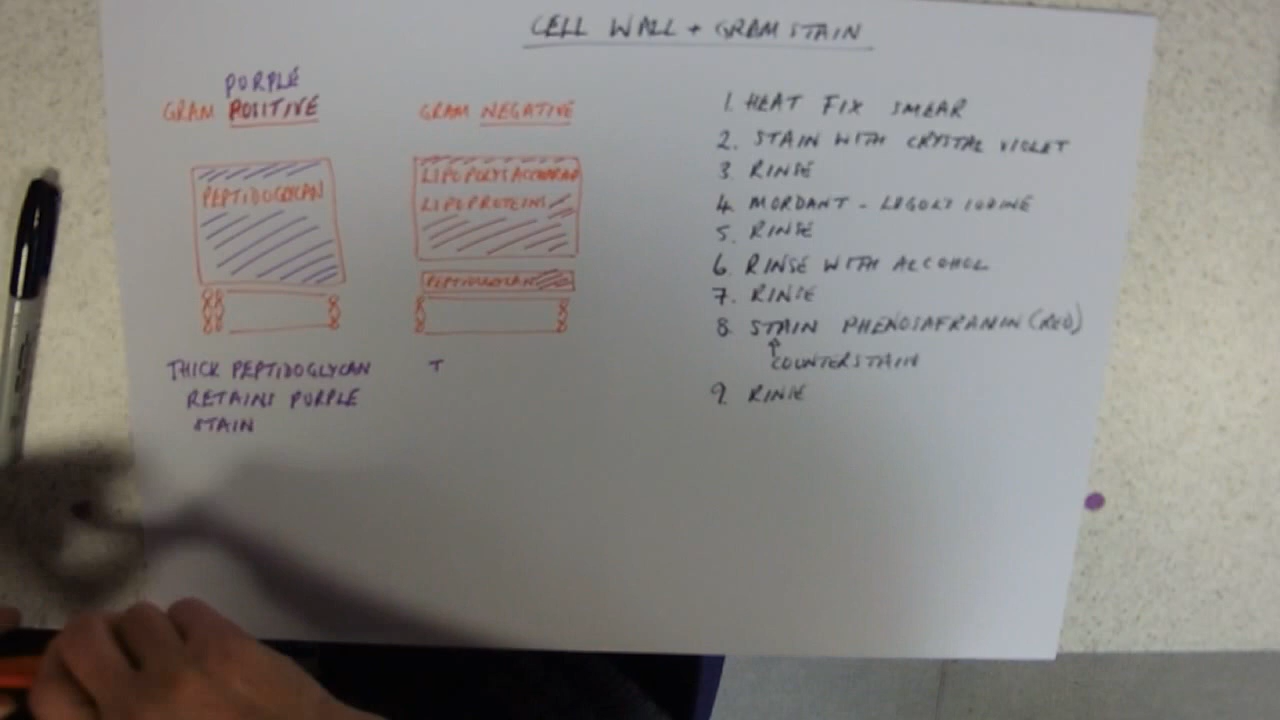 CELL WALL + GRAM STAIN
PURPLE
GRAM POSITIVE
PEPTIDOGLYCAN
THICK PEPTIDOGLYCAN
RETAINS PURPLE
STAIN
GRAM NEGATIVE
LIPOPROTEINS
PEPTIDOGLYCAN
T
1. HEAT FIX SMEAR
2. STAIN WITH CRYSTAL VIOLET
3. RINSE
4. MORDANT - LUGOL'S IODINE
5. RINSE
6. RINSE WITH ALCOHOL
7. RINSE
8. STAIN PHENOSAFRANIN (RED)
COUNTERSTAIN
9. RINSE